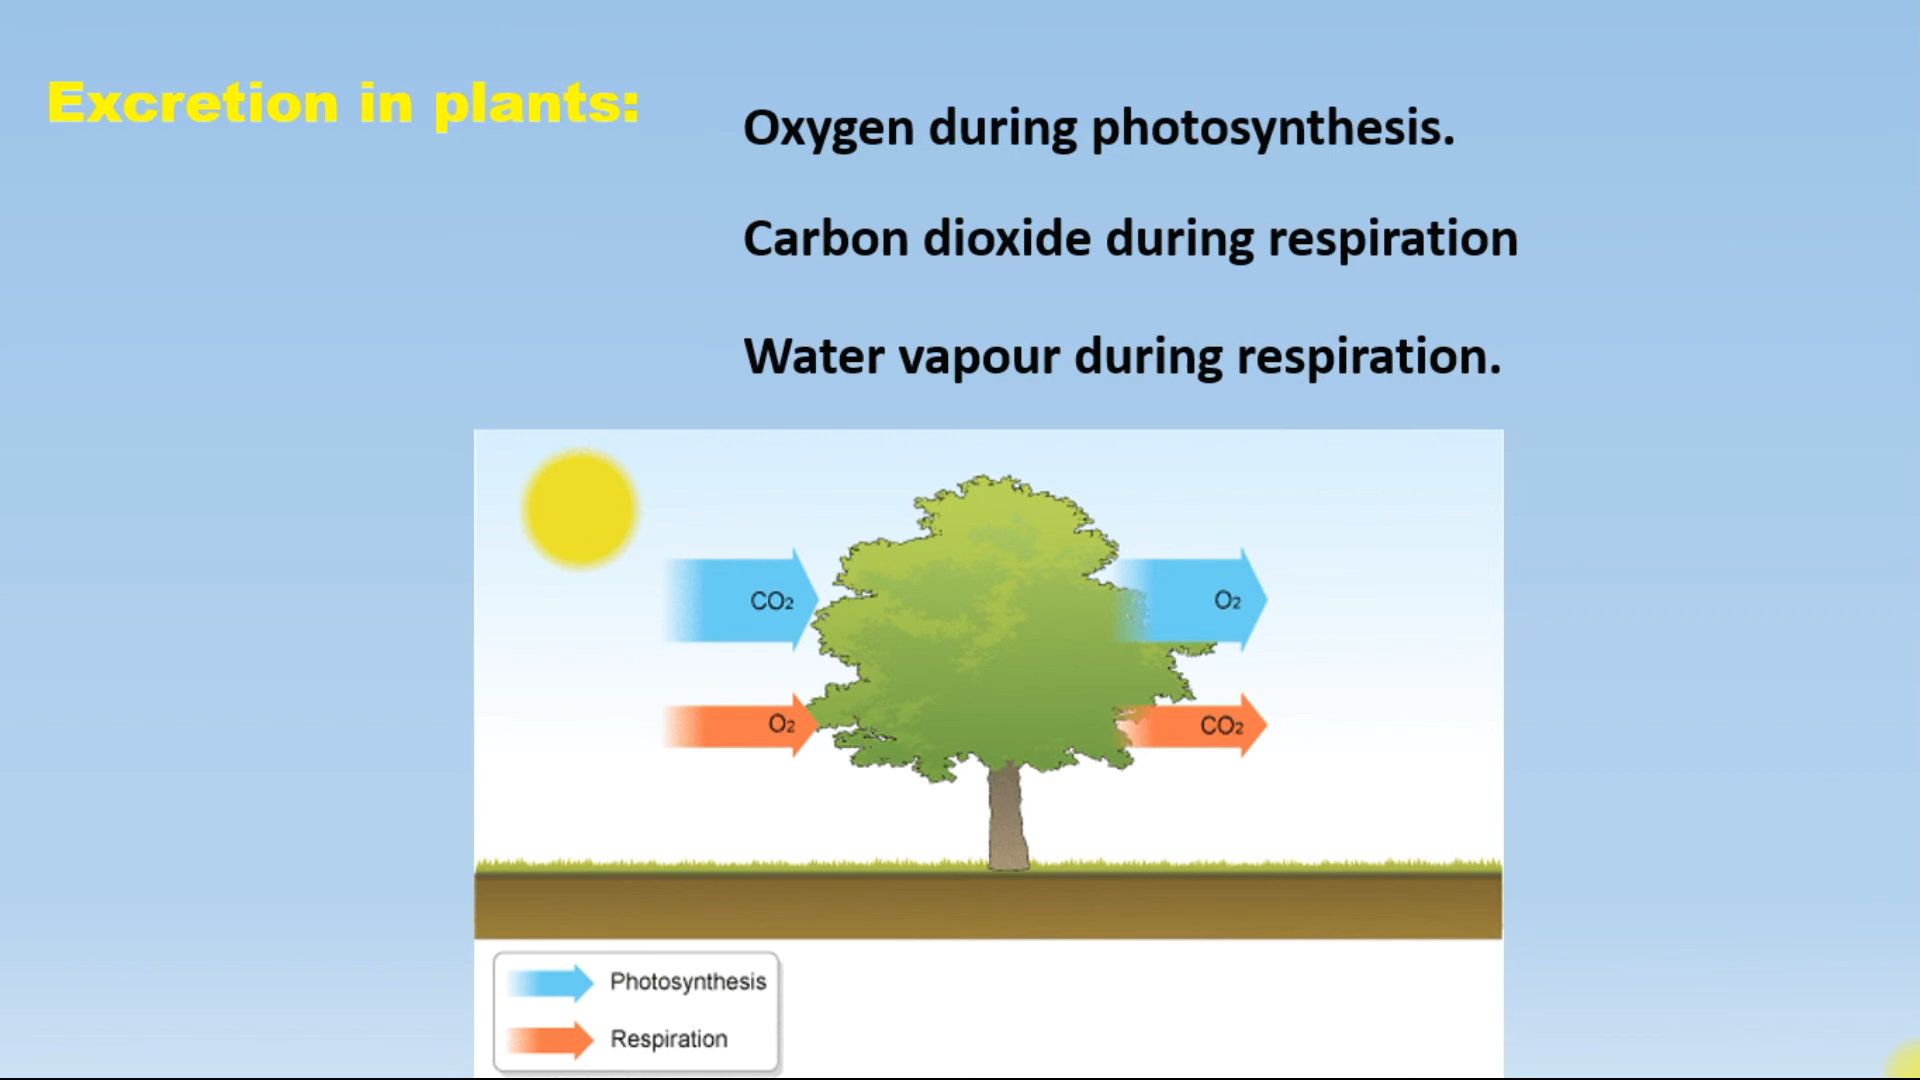 Excretion in plants:
Oxygen during photosynthesis.
Carbon dioxide during respiration
Water vapour during respiration.
CO₂
O₂
O₂
CO₂
Photosynthesis
Respiration